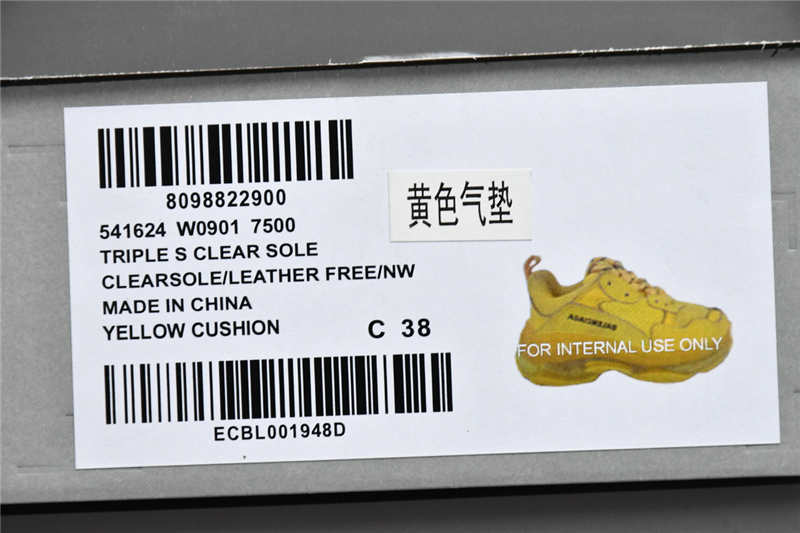 8098822900
黄色气垫
541624 W0901 7500
TRIPLE S CLEAR SOLE
CLEARSOLE/LEATHER FREE/NW
MADE IN CHINA
YELLOW CUSHION
C 38
FOR INTERNAL USE ONLY
ECBL001948D